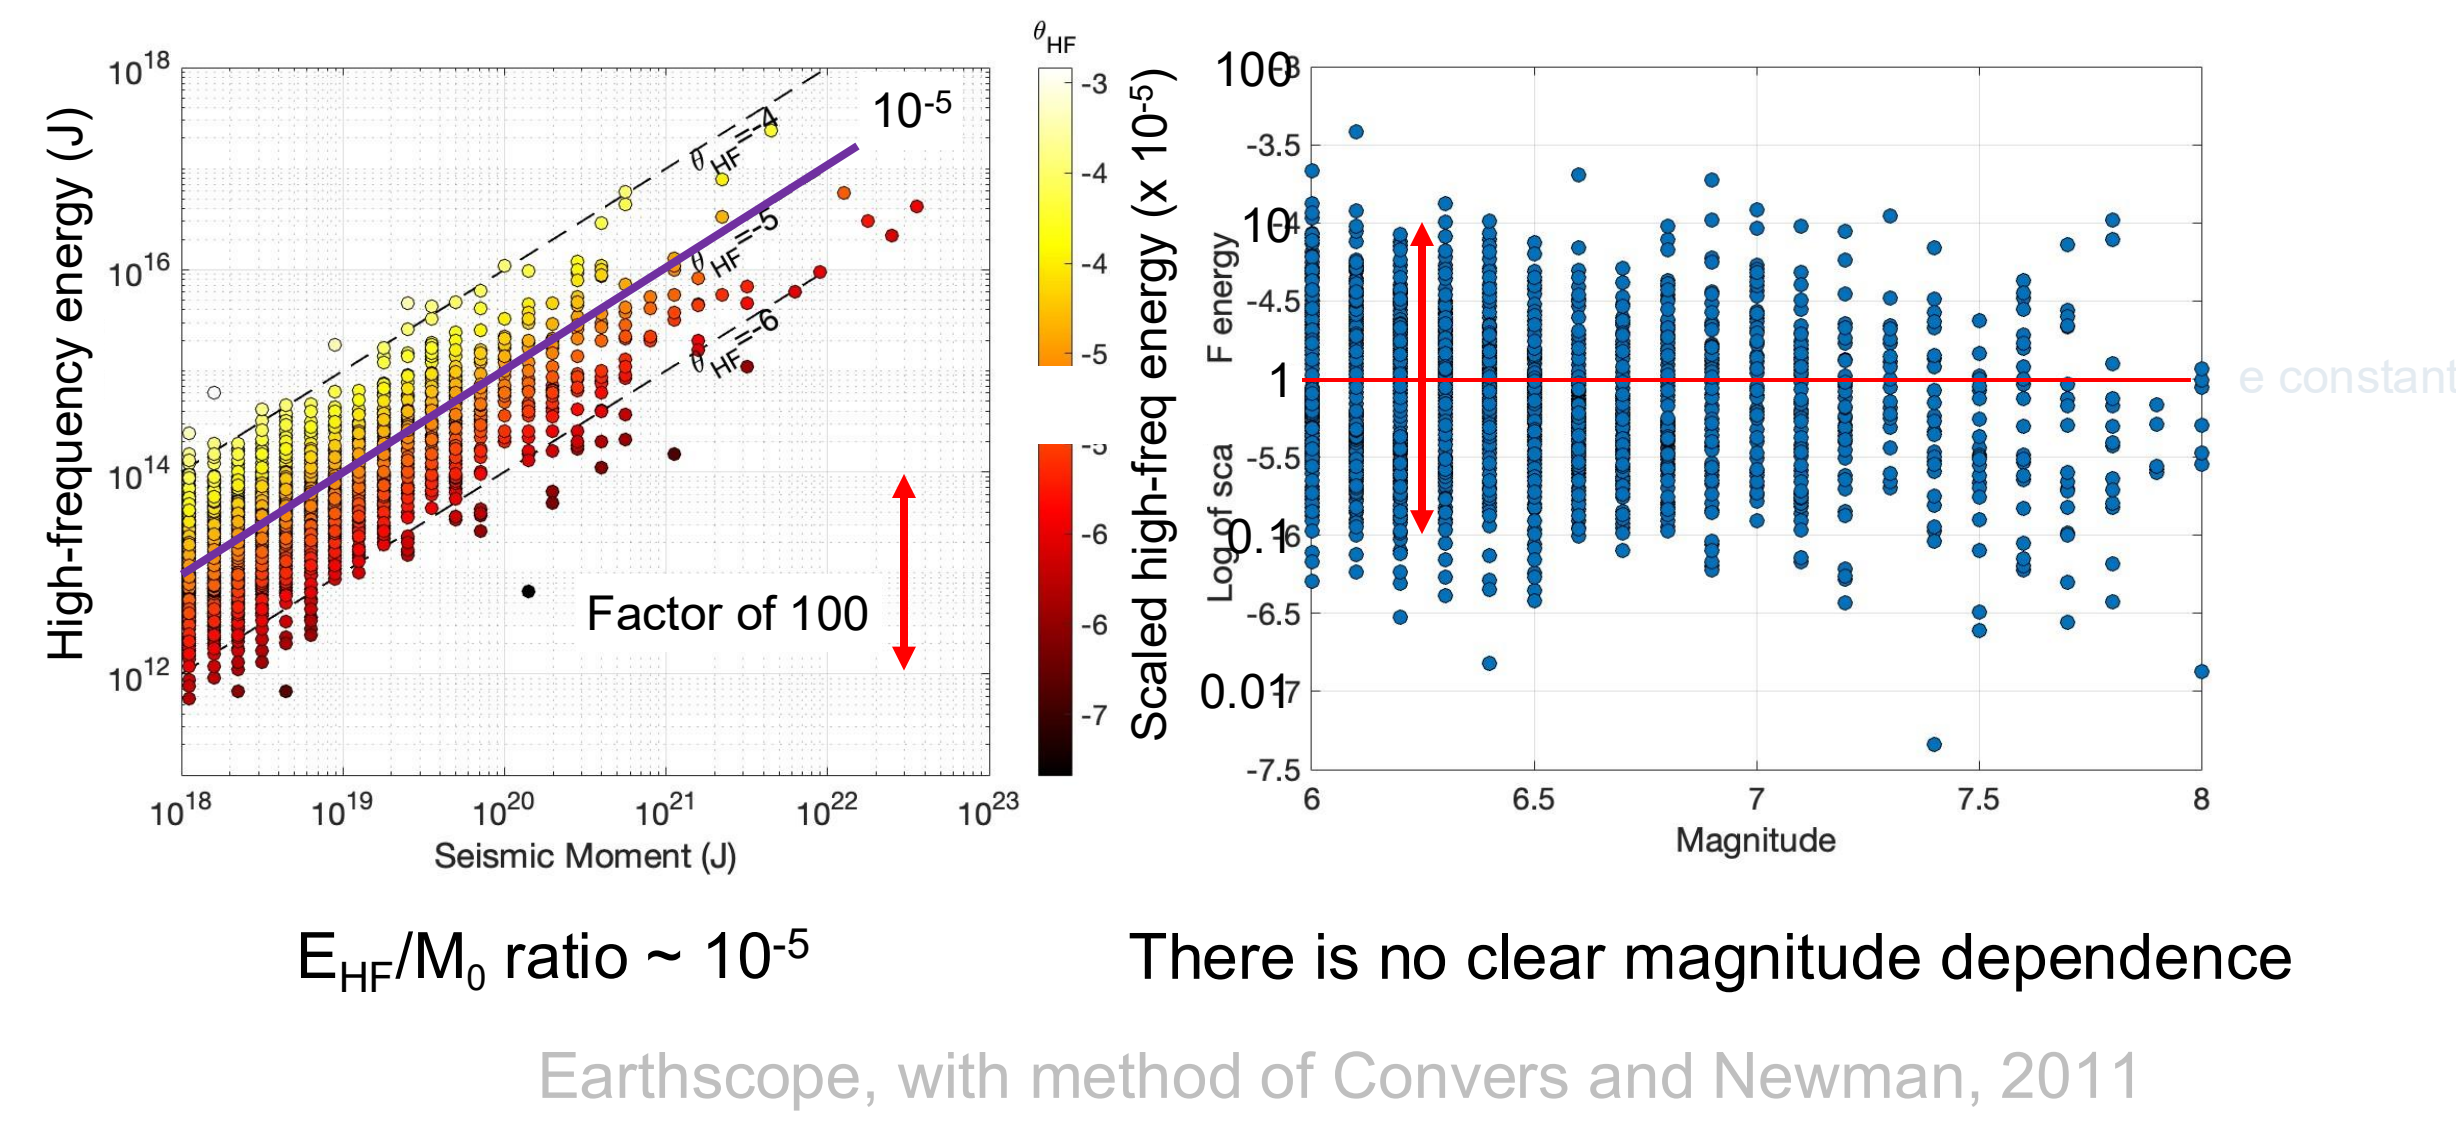 10^18
10^16
10^14
10^12
High-frequency energy (J)
θHF=-4
θHF=-5
θHF=-6
10^-5
Factor of 100
10^18 10^19 10^20 10^21 10^22 10^23
Seismic Moment (J)
θHF
-3
-4
-4
-5
-6
-6
-7
Scaled high-freq energy (x 10^-5)
Log of sca
F energy
100
-3.5
10
-4.5
1
-5.5
0.1
-6
-6.5
0.01
-7
-7.5
6 6.5 7 7.5 8
Magnitude
e constant
E_HF/M_0 ratio ~ 10^-5
There is no clear magnitude dependence
Earthscope, with method of Convers and Newman, 2011